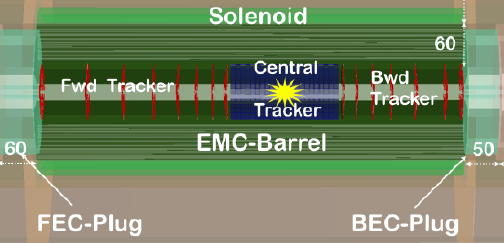 Solenoid
60
Central
Fwd Tracker
Bwd
Tracker
Tracker
EMC-Barrel
60
50
FEC-Plug
BEC-Plug